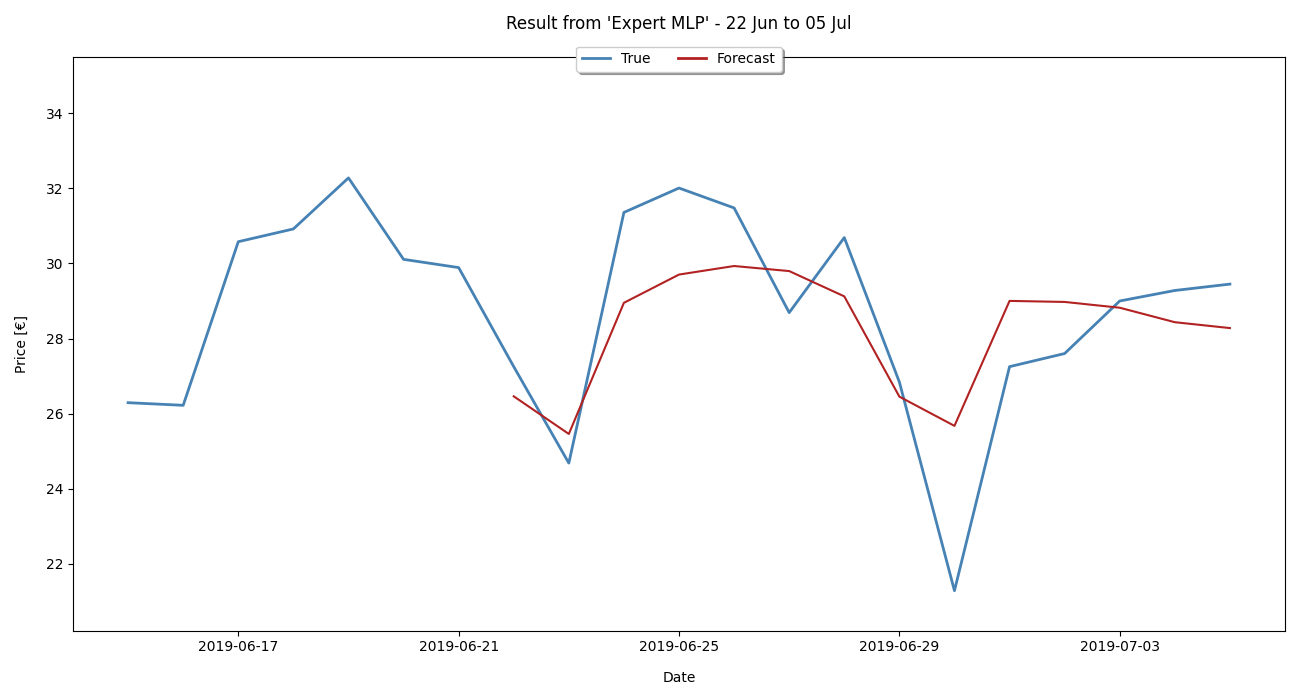 Result from 'Expert MLP' - 22 Jun to 05 Jul
True Forecast
34
32
30
28
26
24
22
Price [€]
2019-06-17 2019-06-21 2019-06-25 2019-06-29 2019-07-03
Date